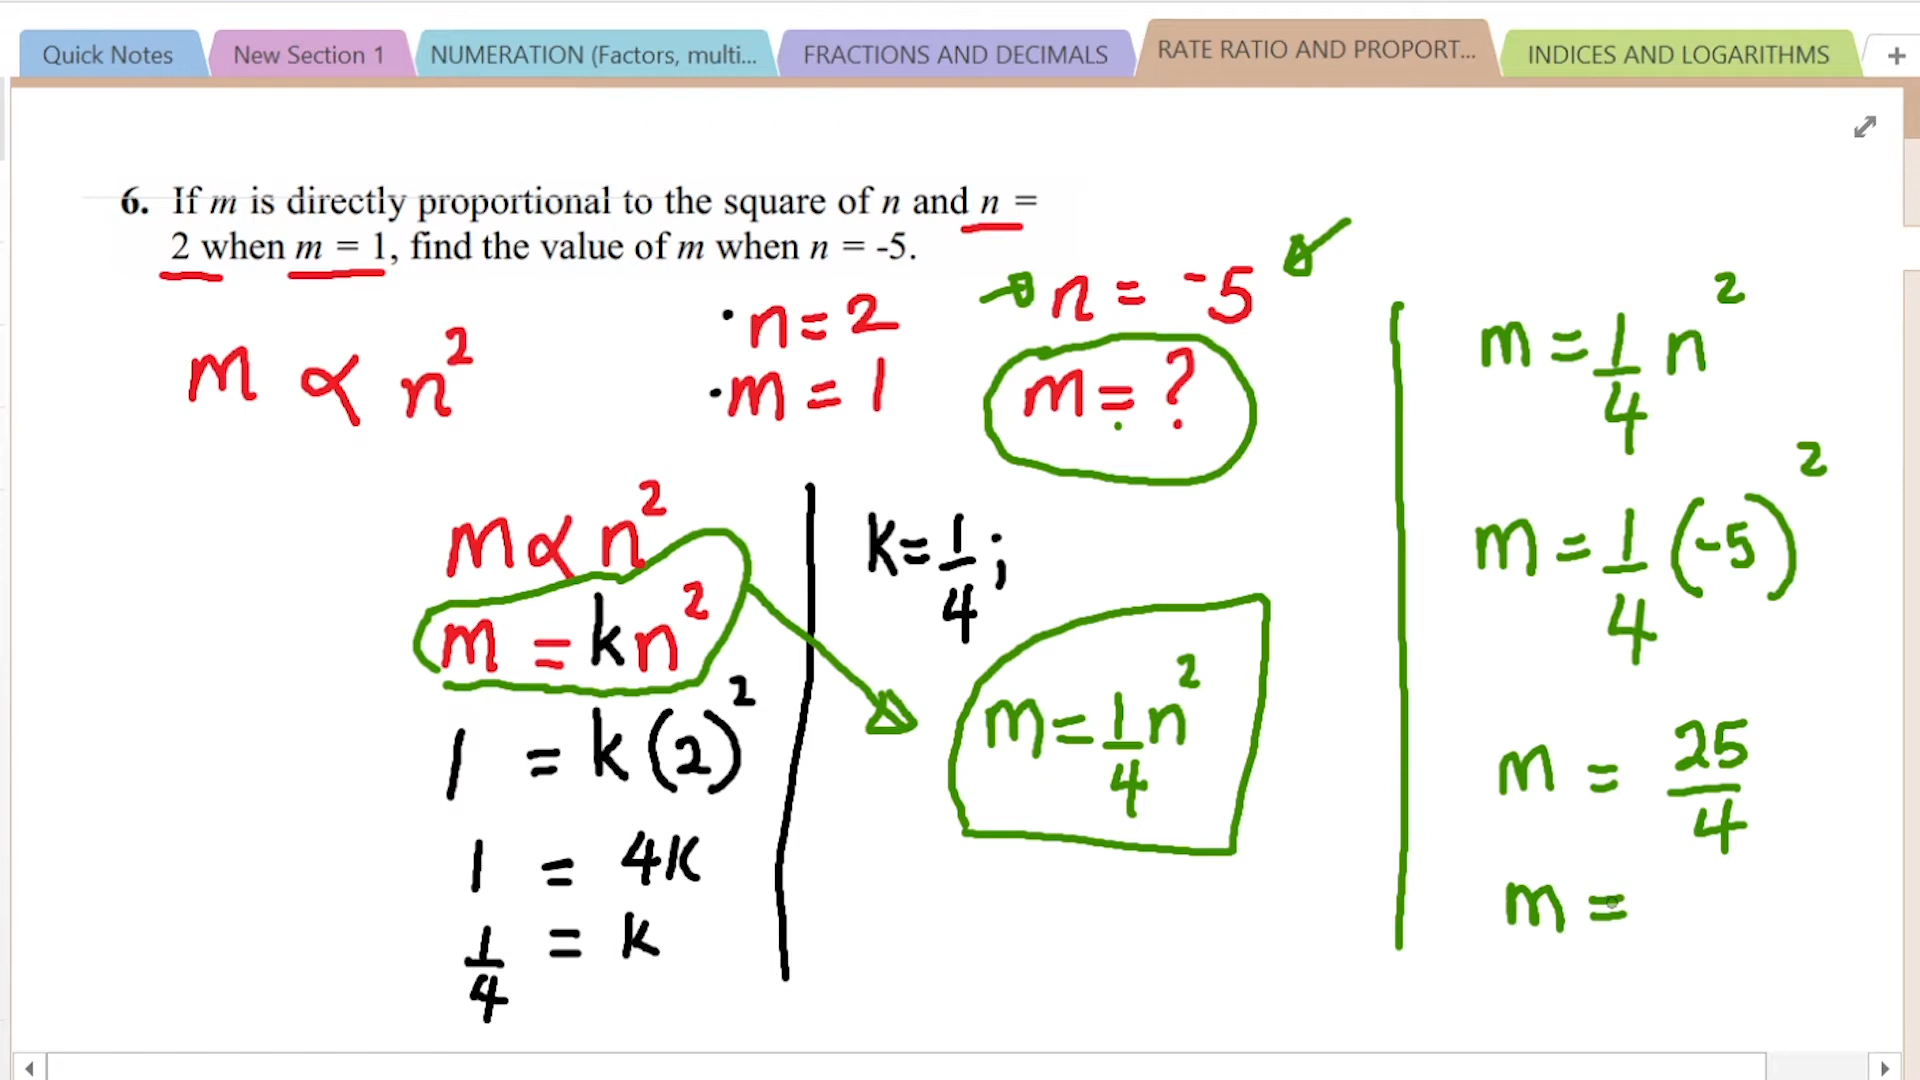 Quick Notes
New Section 1
NUMERATION (Factors, multi...
FRACTIONS AND DECIMALS
RATE RATIO AND PROPORT...
INDICES AND LOGARITHMS
+
6. If m is directly proportional to the square of n and n =
2 when m = 1, find the value of m when n = -5.
m ∝ n²
n = 2
m = 1
n = -5
m = ?
m ∝ n²
m = kn²
1 = k(2)²
1 = 4k
1/4 = k
k = 1/4;
m = 1/4 n²
m = 1/4 n²
m = 1/4 (-5)²
m = 25/4
m =